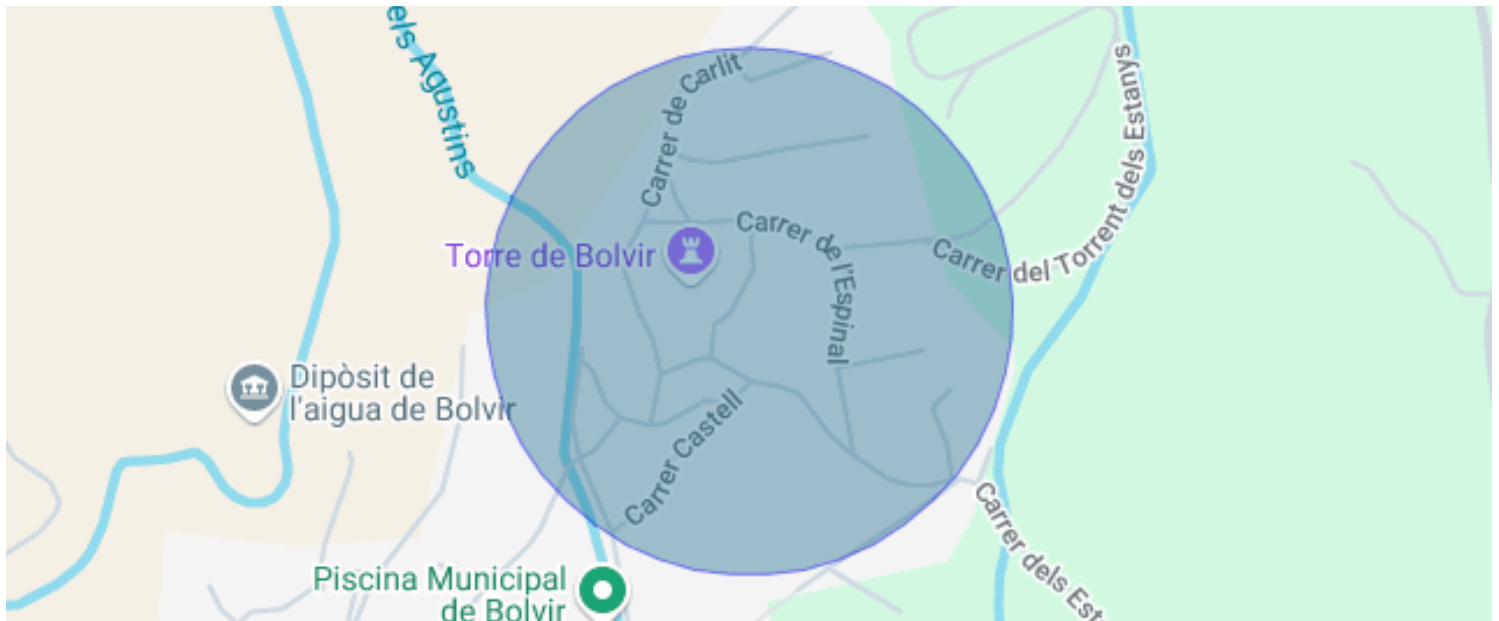 els Agustins
Carrer de Carlit
Carrer del Torrent dels Estanys
Torre de Bolvir
Carrer de l'Espinal
Dipòsit de
l'aigua de Bolvir
Carrer Castell
Carrer dels Est
Piscina Municipal
de Bolvir